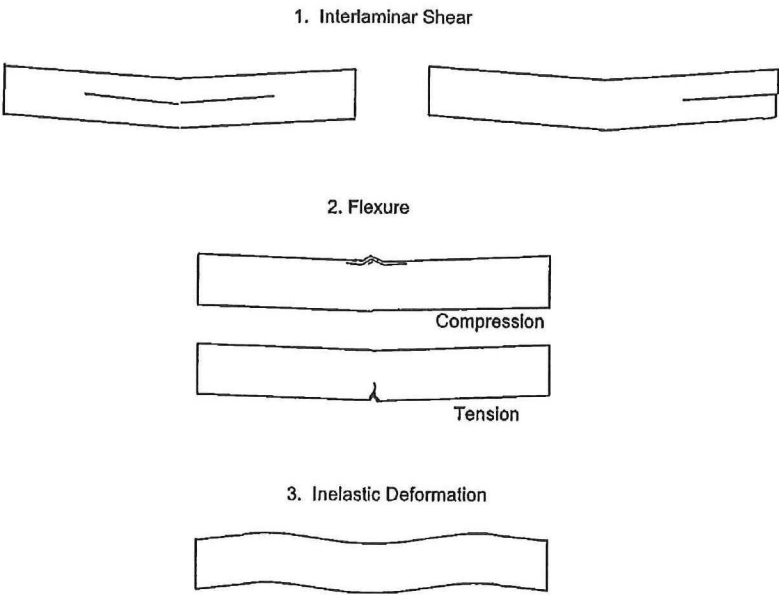 1. Interlaminar Shear
2. Flexure
Compression
Tension
3. Inelastic Deformation